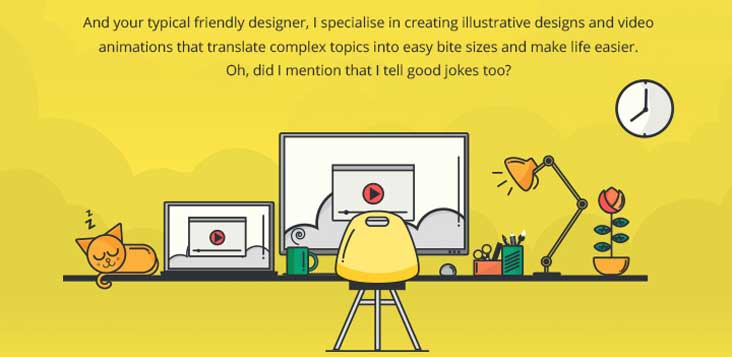 And your typical friendly designer, I specialise in creating illustrative designs and video
animations that translate complex topics into easy bite sizes and make life easier.
Oh, did I mention that I tell good jokes too?
z
z